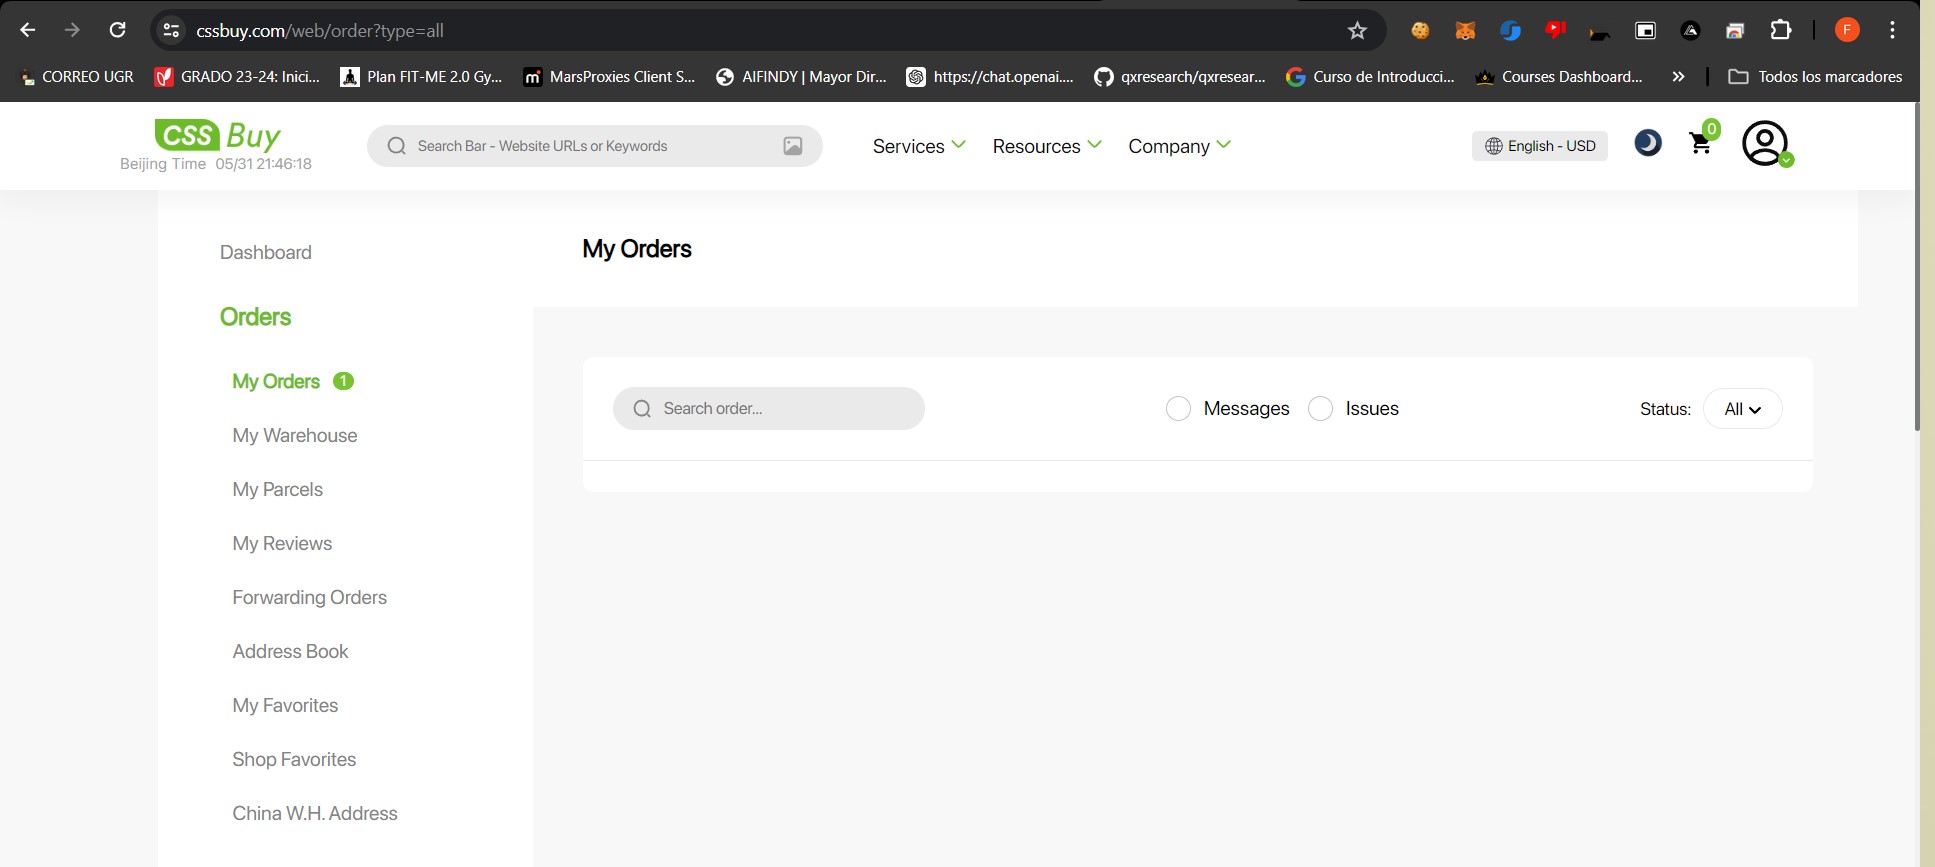 cssbuy.com/web/order?type=all
F
CORREO UGR
GRADO 23-24: Inici...
Plan FIT-ME 2.0 Gy...
MarsProxies Client S...
AIFINDY | Mayor Dir...
https://chat.openai....
qxresearch/qxresear...
Curso de Introducci...
Courses Dashboard...
Todos los marcadores
CSS Buy
Beijing Time 05/31 21:46:18
Search Bar - Website URLs or Keywords
Services
Resources
Company
English - USD
0
Dashboard
My Orders
Orders
My Orders 1
My Warehouse
My Parcels
My Reviews
Forwarding Orders
Address Book
My Favorites
Shop Favorites
China W.H. Address
Search order...
Messages
Issues
Status:
All